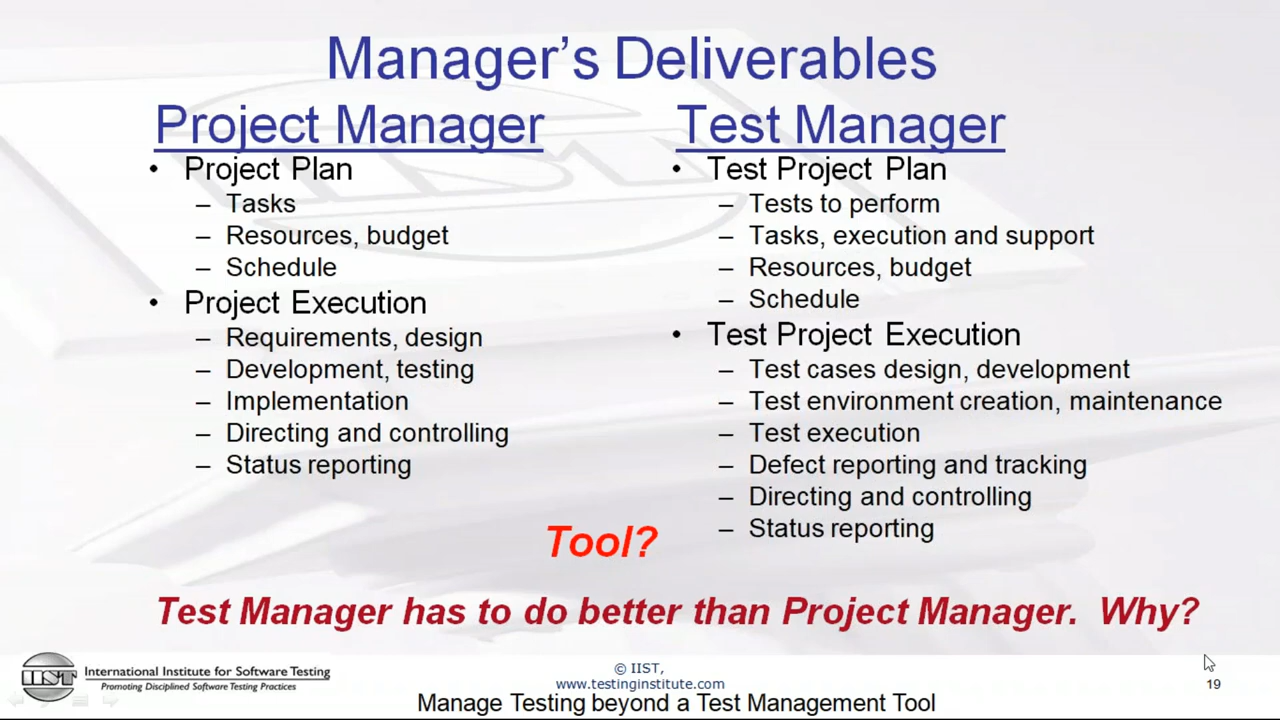 Manager's Deliverables
Project Manager
• Project Plan
– Tasks
– Resources, budget
– Schedule
• Project Execution
– Requirements, design
– Development, testing
– Implementation
– Directing and controlling
– Status reporting
Test Manager
• Test Project Plan
– Tests to perform
– Tasks, execution and support
– Resources, budget
– Schedule
• Test Project Execution
– Test cases design, development
– Test environment creation, maintenance
– Test execution
– Defect reporting and tracking
– Directing and controlling
– Status reporting
Tool?
Test Manager has to do better than Project Manager. Why?
IIST
International Institute for Software Testing
Promoting Disciplined Software Testing Practices
© IIST,
www.testinginstitute.com
19
Manage Testing beyond a Test Management Tool